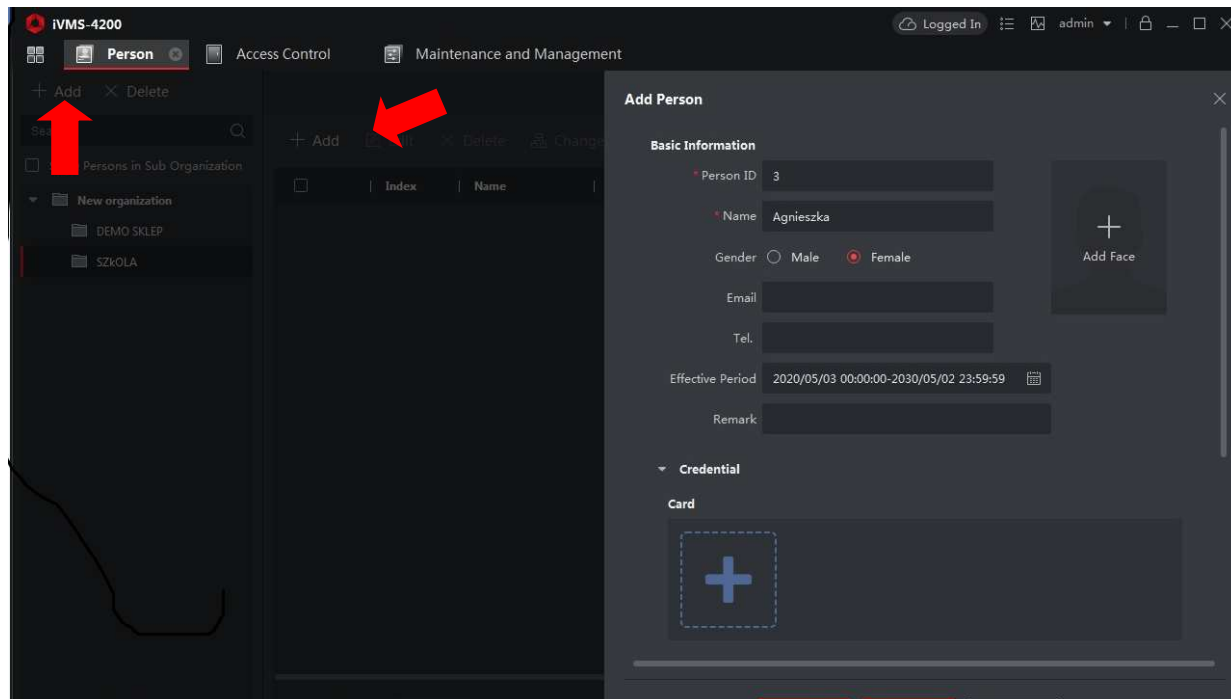 iVMS-4200
Logged In
admin
Person
Access Control
Maintenance and Management
Add Delete
Persons in Sub Organization
New organization
DEMO SKLEP
SZkOLA
Add Delete Change
Index Name
Add Person
Basic Information
* Person ID 3
* Name Agnieszka
Gender Male Female
Add Face
Email
Tel.
Effective Period 2020/05/03 00:00:00-2030/05/02 23:59:59
Remark
Credential
Card